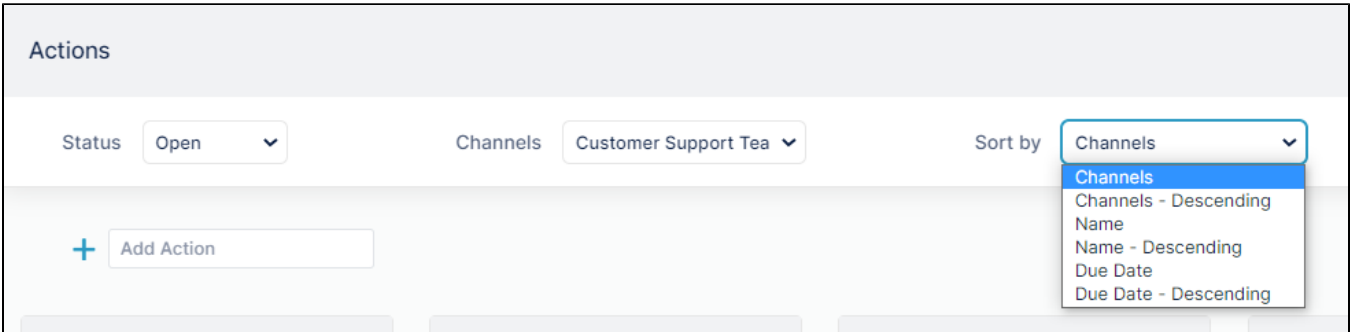 Actions
Status Open Channels Customer Support Tea Sort by Channels
Channels
Channels - Descending
Name
Add Action Name - Descending
Due Date
Due Date - Descending